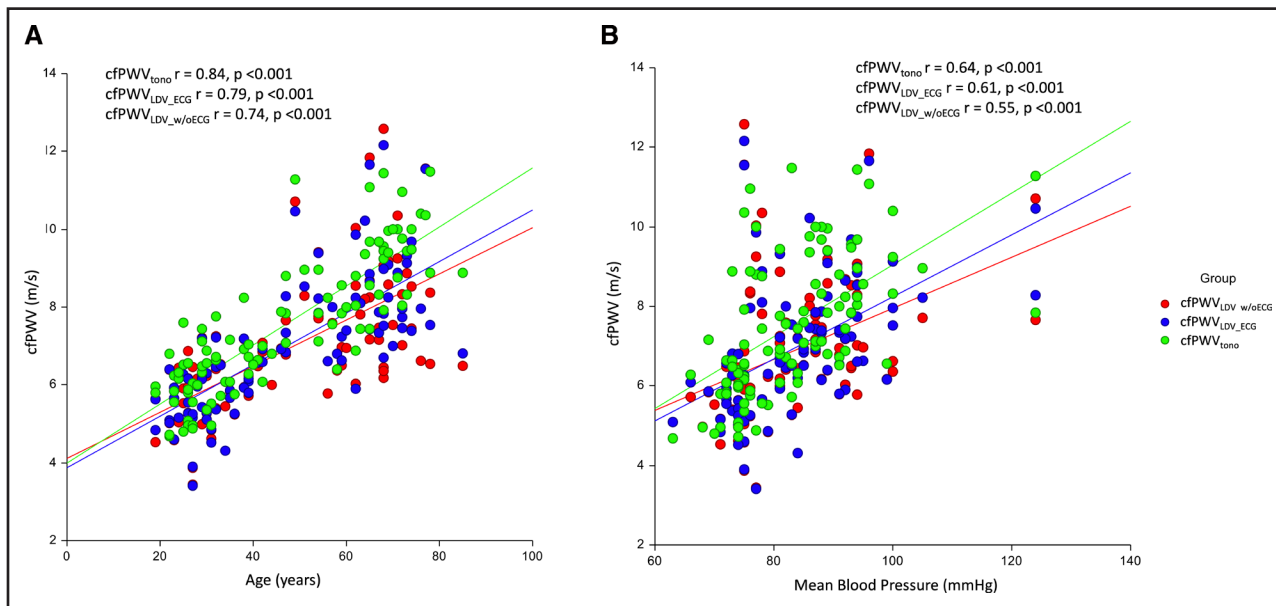 A
cfPWVtono r = 0.84, p <0.001
cfPWVLDV_ECG r = 0.79, p <0.001
cfPWVLDV_w/oECG r = 0.74, p <0.001
14
12
10
8
6
4
2
cfPWV (m/s)
0 20 40 60 80 100
Age (years)
B
cfPWVtono r = 0.64, p <0.001
cfPWVLDV_ECG r = 0.61, p <0.001
cfPWVLDV_w/oECG r = 0.55, p <0.001
14
12
10
8
6
4
2
cfPWV (m/s)
60 80 100 120 140
Mean Blood Pressure (mmHg)
Group
cfPWVLDV_w/oECG
cfPWVLDV_ECG
cfPWVtono